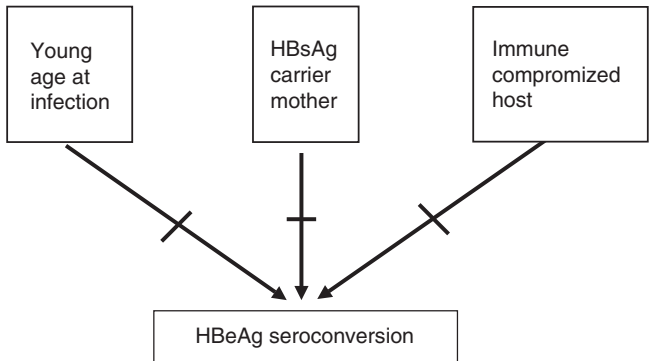 Young
age at
infection
HBsAg
carrier
mother
Immune
compromized
host
HBeAg seroconversion